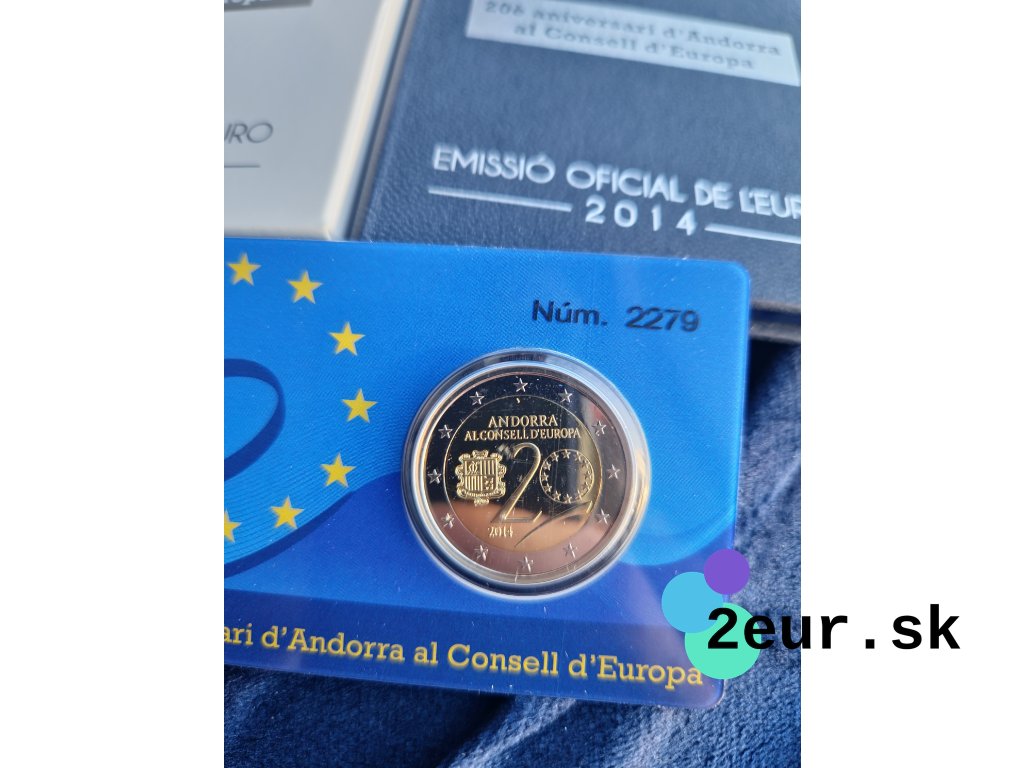 20è aniversari d'Andorra
al Consell d'Europa
URO
EMISSIÓ OFICIAL DE L'EUR
2014
Núm. 2279
ANDORRA
AL CONSELL D'EUROPA
20
2014
ari d'Andorra al Consell d'Europa
2eur.sk